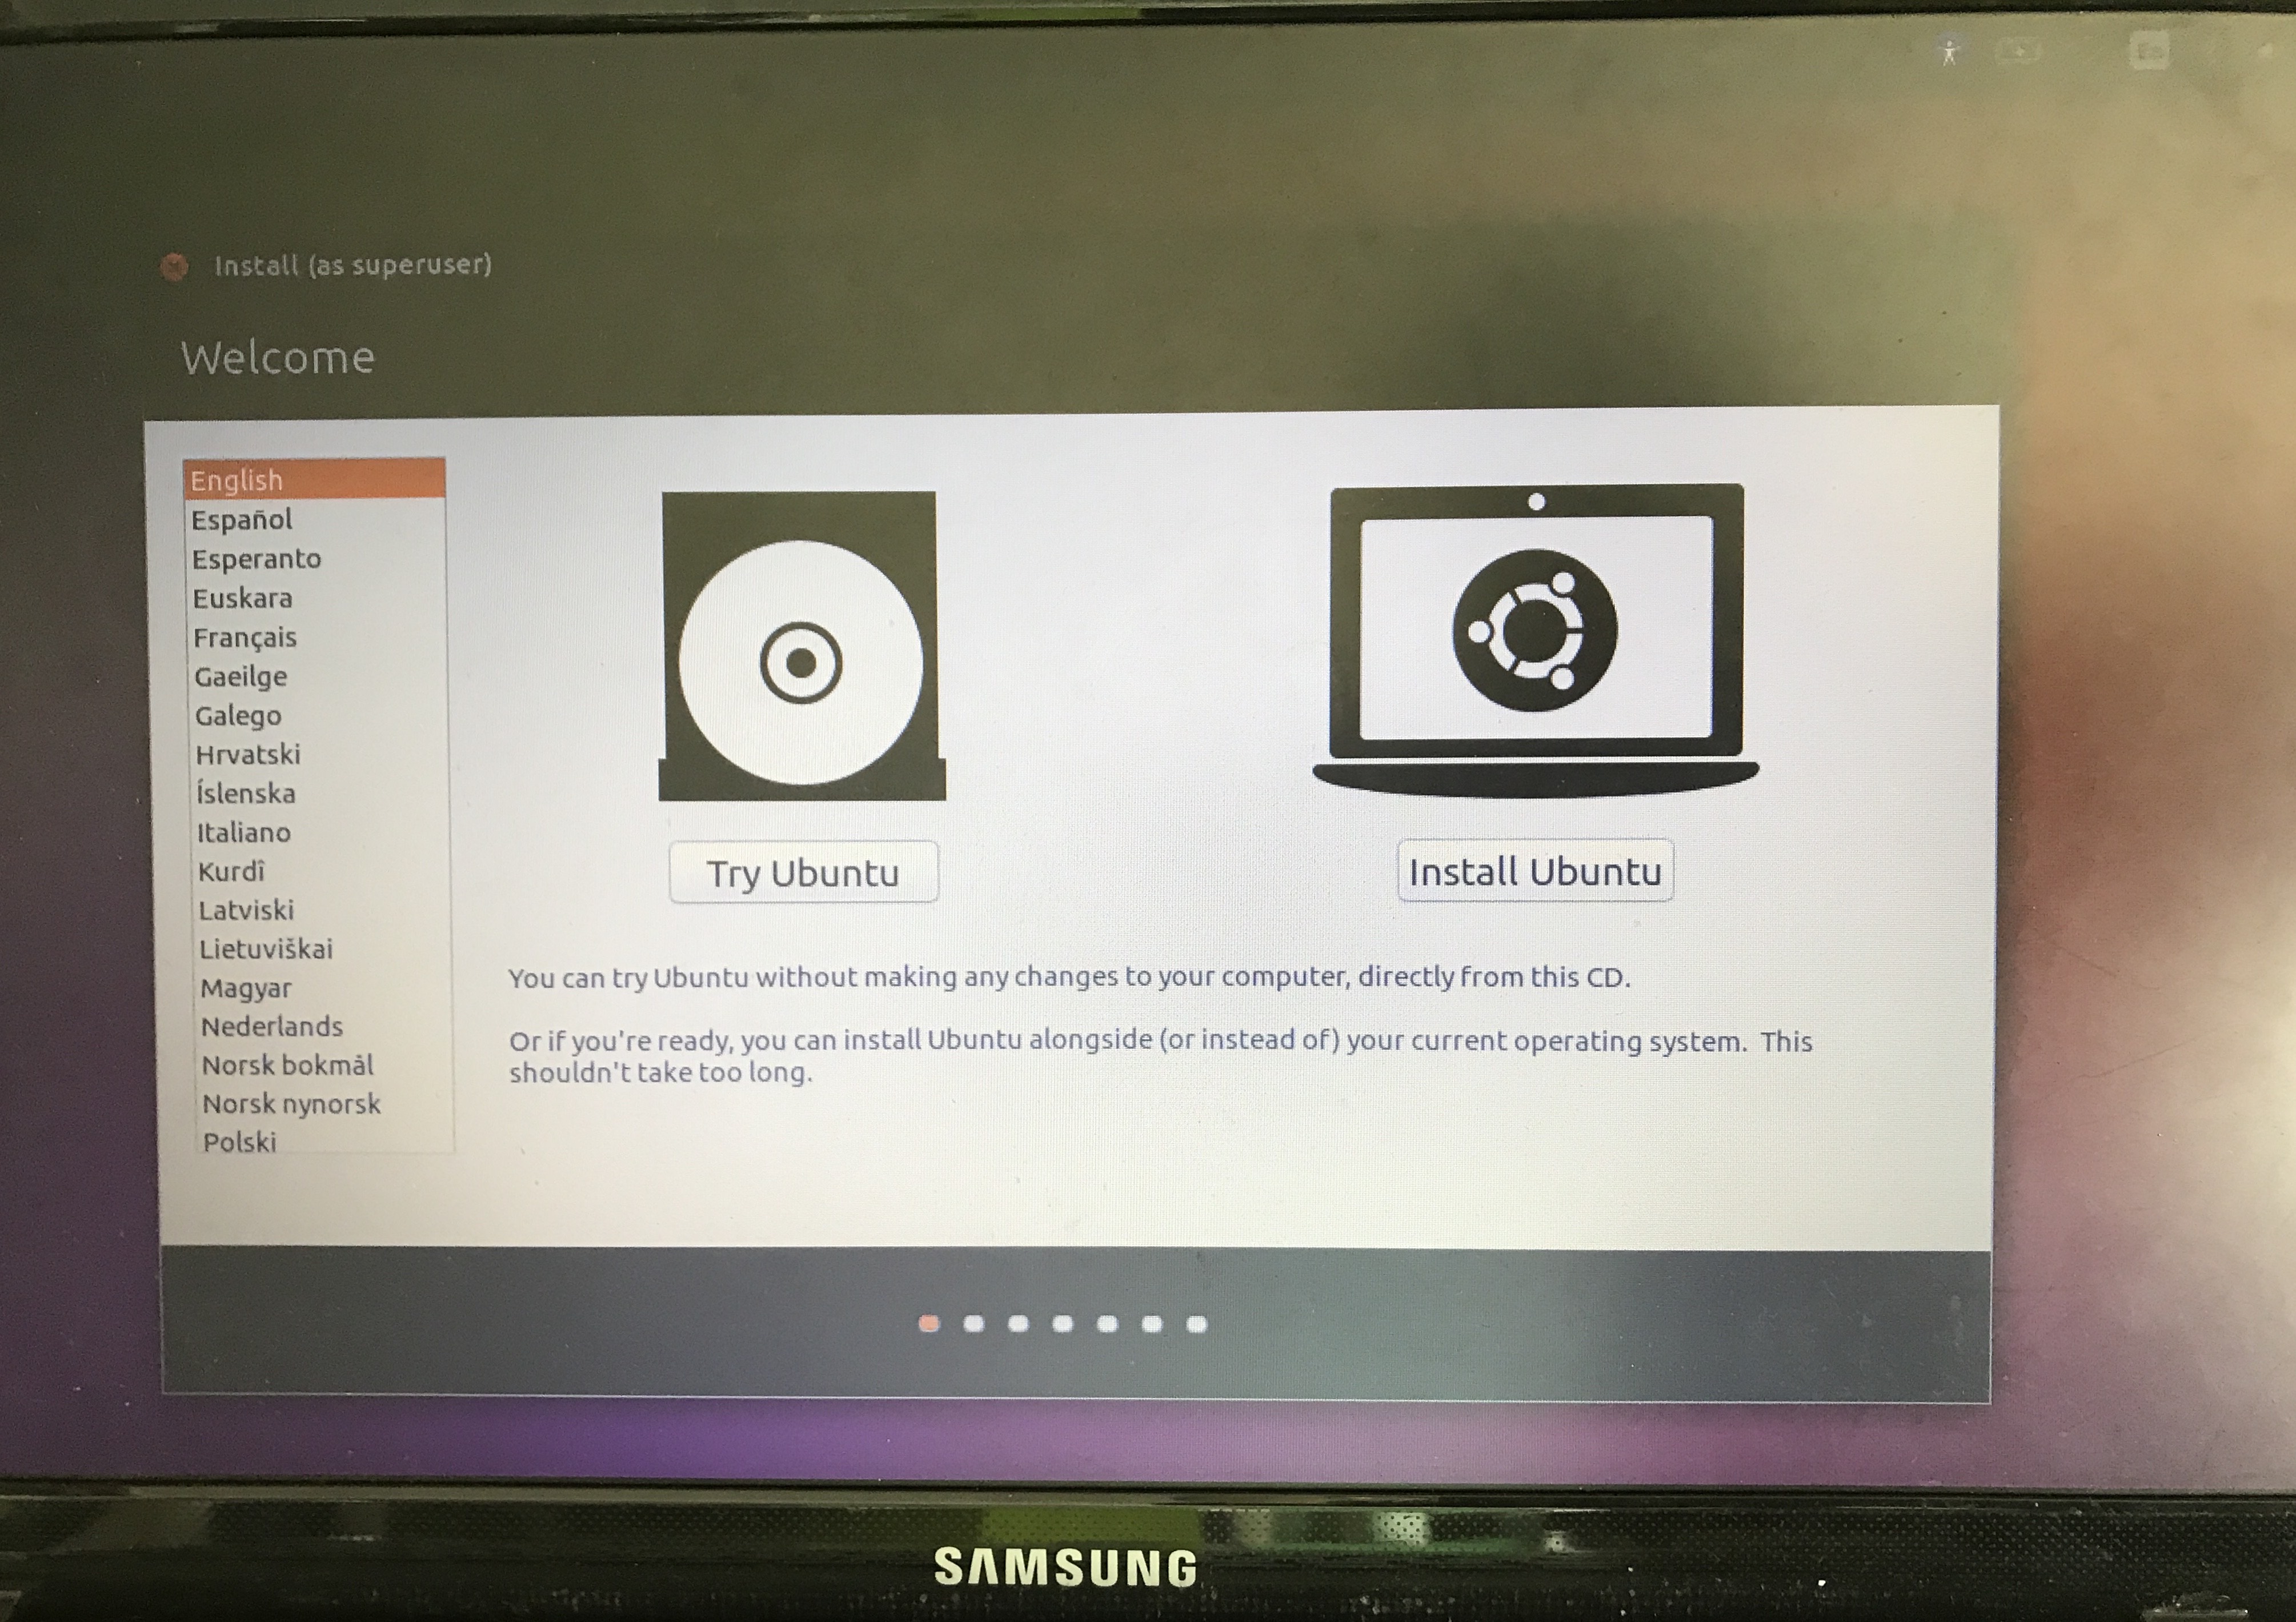 Install (as superuser)
Welcome
English
Español
Esperanto
Euskara
Français
Gaeilge
Galego
Hrvatski
Íslenska
Italiano
Kurdî
Latviski
Lietuviškai
Magyar
Nederlands
Norsk bokmål
Norsk nynorsk
Polski
Try Ubuntu
Install Ubuntu
You can try Ubuntu without making any changes to your computer, directly from this CD.
Or if you're ready, you can install Ubuntu alongside (or instead of) your current operating system. This
shouldn't take too long.
SAMSUNG